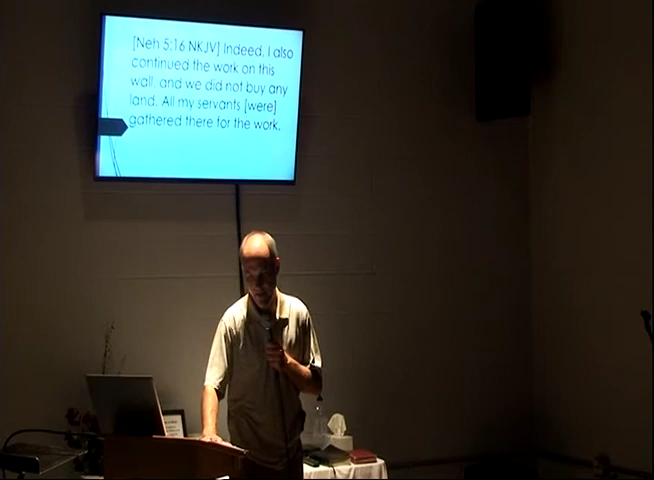 [Neh 5:16 NKJV] Indeed, I also
continued the work on this
wall, and we did not buy any
land. All my servants [were]
gathered there for the work.